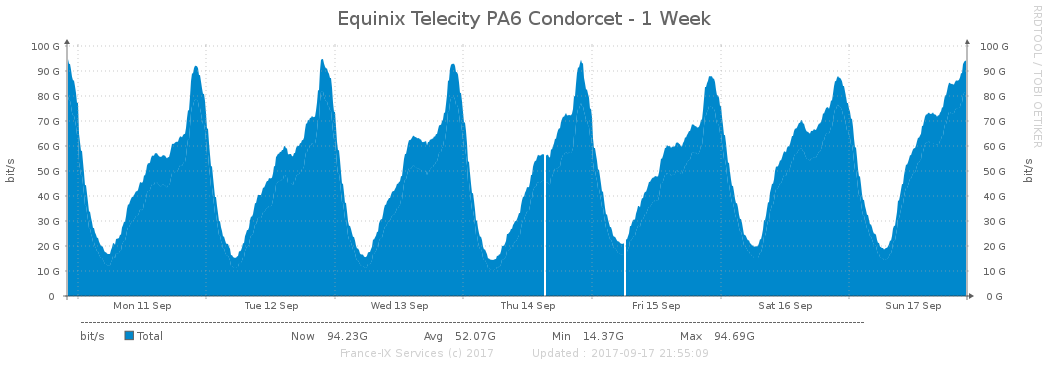 Equinix Telecity PA6 Condorcet - 1 Week
RRDTOOL / TOBI OETIKER
100 G 100 G
90 G 90 G
80 G 80 G
70 G 70 G
60 G 60 G
50 G 50 G
40 G 40 G
30 G 30 G
20 G 20 G
10 G 10 G
0 0 G
bit/s
bit/s
Mon 11 Sep Tue 12 Sep Wed 13 Sep Thu 14 Sep Fri 15 Sep Sat 16 Sep Sun 17 Sep
bit/s Total Now 94.23G Avg 52.07G Min 14.37G Max 94.69G
France-IX Services (c) 2017 Updated : 2017-09-17 21:55:09